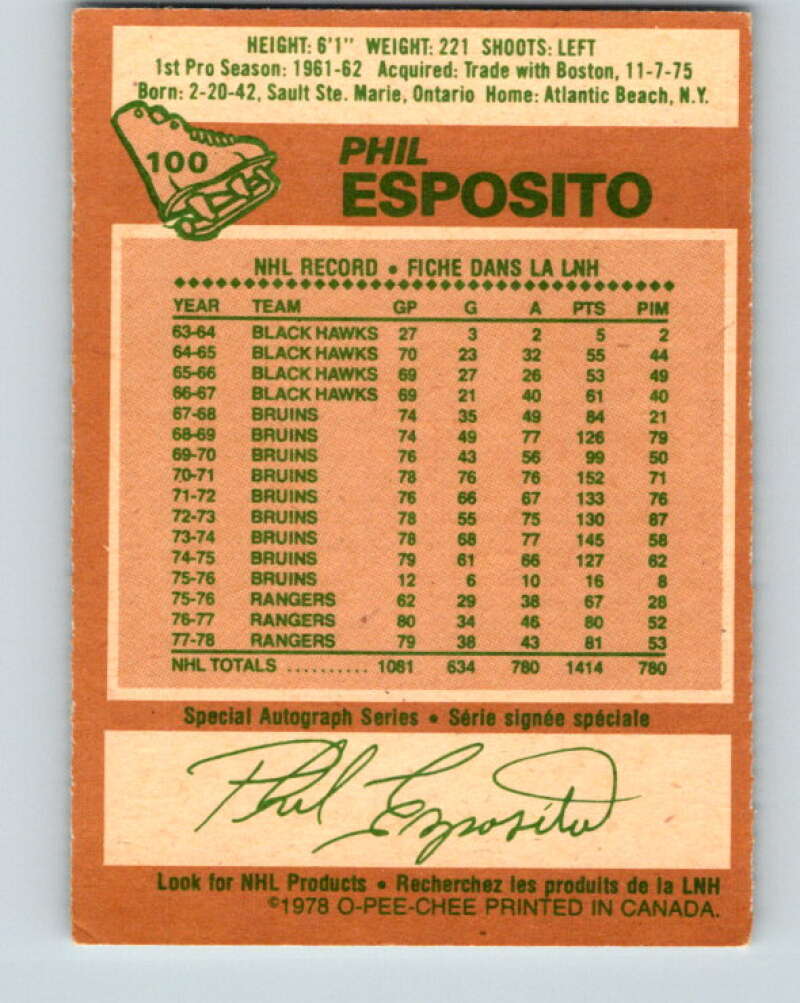 HEIGHT: 6'1" WEIGHT: 221 SHOOTS: LEFT
1st Pro Season: 1961-62 Acquired: Trade with Boston, 11-7-75
Born: 2-20-42, Sault Ste. Marie, Ontario Home: Atlantic Beach, N.Y.
100
PHIL
ESPOSITO
NHL RECORD • FICHE DANS LA LNH
YEAR TEAM GP G A PTS PIM
63-64 BLACK HAWKS 27 3 2 5 2
64-65 BLACK HAWKS 70 23 32 55 44
65-66 BLACK HAWKS 69 27 26 53 49
66-67 BLACK HAWKS 69 21 40 61 40
67-68 BRUINS 74 35 49 84 21
68-69 BRUINS 74 49 77 126 79
69-70 BRUINS 76 43 56 99 50
70-71 BRUINS 78 76 76 152 71
71-72 BRUINS 76 66 67 133 76
72-73 BRUINS 78 55 75 130 87
73-74 BRUINS 78 68 77 145 58
74-75 BRUINS 79 61 66 127 62
75-76 BRUINS 12 6 10 16 8
75-76 RANGERS 62 29 38 67 28
76-77 RANGERS 80 34 46 80 52
77-78 RANGERS 79 38 43 81 53
NHL TOTALS .......... 1081 634 780 1414 780
Special Autograph Series • Série signée spéciale
Phil Esposito
Look for NHL Products • Recherchez les produits de la LNH
©1978 O-PEE-CHEE PRINTED IN CANADA.